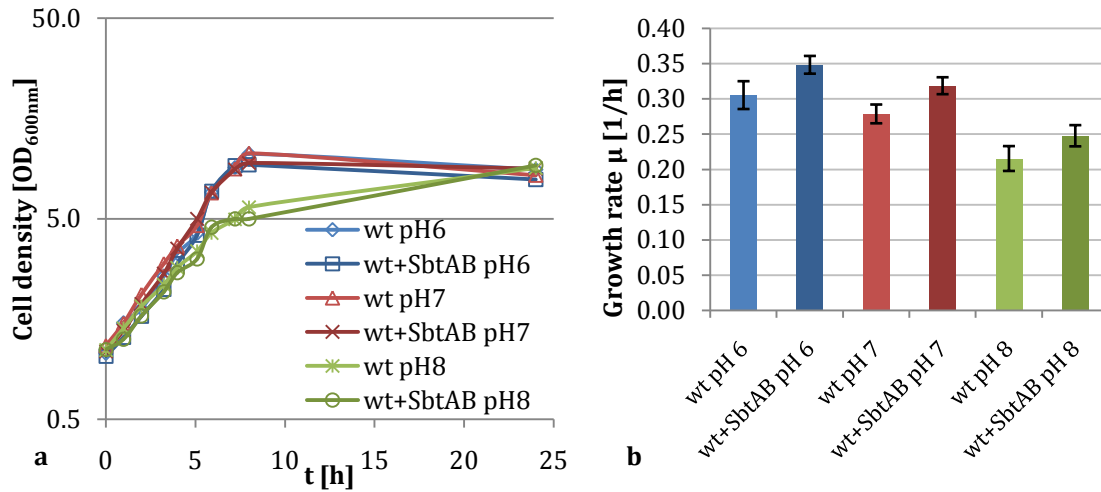 50.0
5.0
0.5
Cell density [OD600nm]
wt pH6
wt+SbtAB pH6
wt pH7
wt+SbtAB pH7
wt pH8
wt+SbtAB pH8
0 5 10 15 20 25
t [h]
a
0.40
0.35
0.30
0.25
0.20
0.15
0.10
0.05
0.00
Growth rate μ [1/h]
wt pH 6
wt+SbtAB pH 6
wt pH 7
wt+SbtAB pH 7
wt pH 8
wt+SbtAB pH 8
b